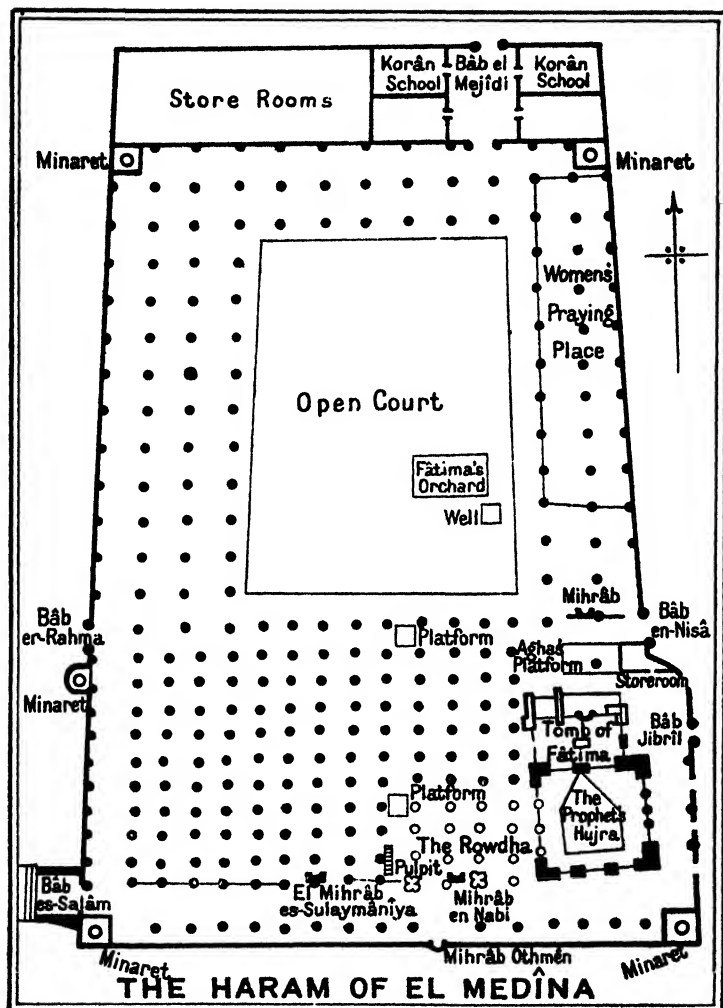 Store Rooms
Korân
School
Bâb el
Mejîdi
Korân
School
Minaret
Minaret
Womens'
Praying
Place
Open Court
Fâtima's
Orchard
Well
Mihrâb
Bâb
er-Rahma
Bâb
en-Nisâ
Platform
Aghas'
Platform
Storeroom
Minaret
Bâb
Jibrîl
Tomb of
Fâtima
Platform
The
Prophet's
Hujra
The Rowdha
Pulpit
Bâb
es-Salâm
El Mihrâb
es-Sulaymânîya
Mihrâb
en Nabi
Minaret
Mihrâb Othmân
Minaret
THE HARAM OF EL MEDÎNA